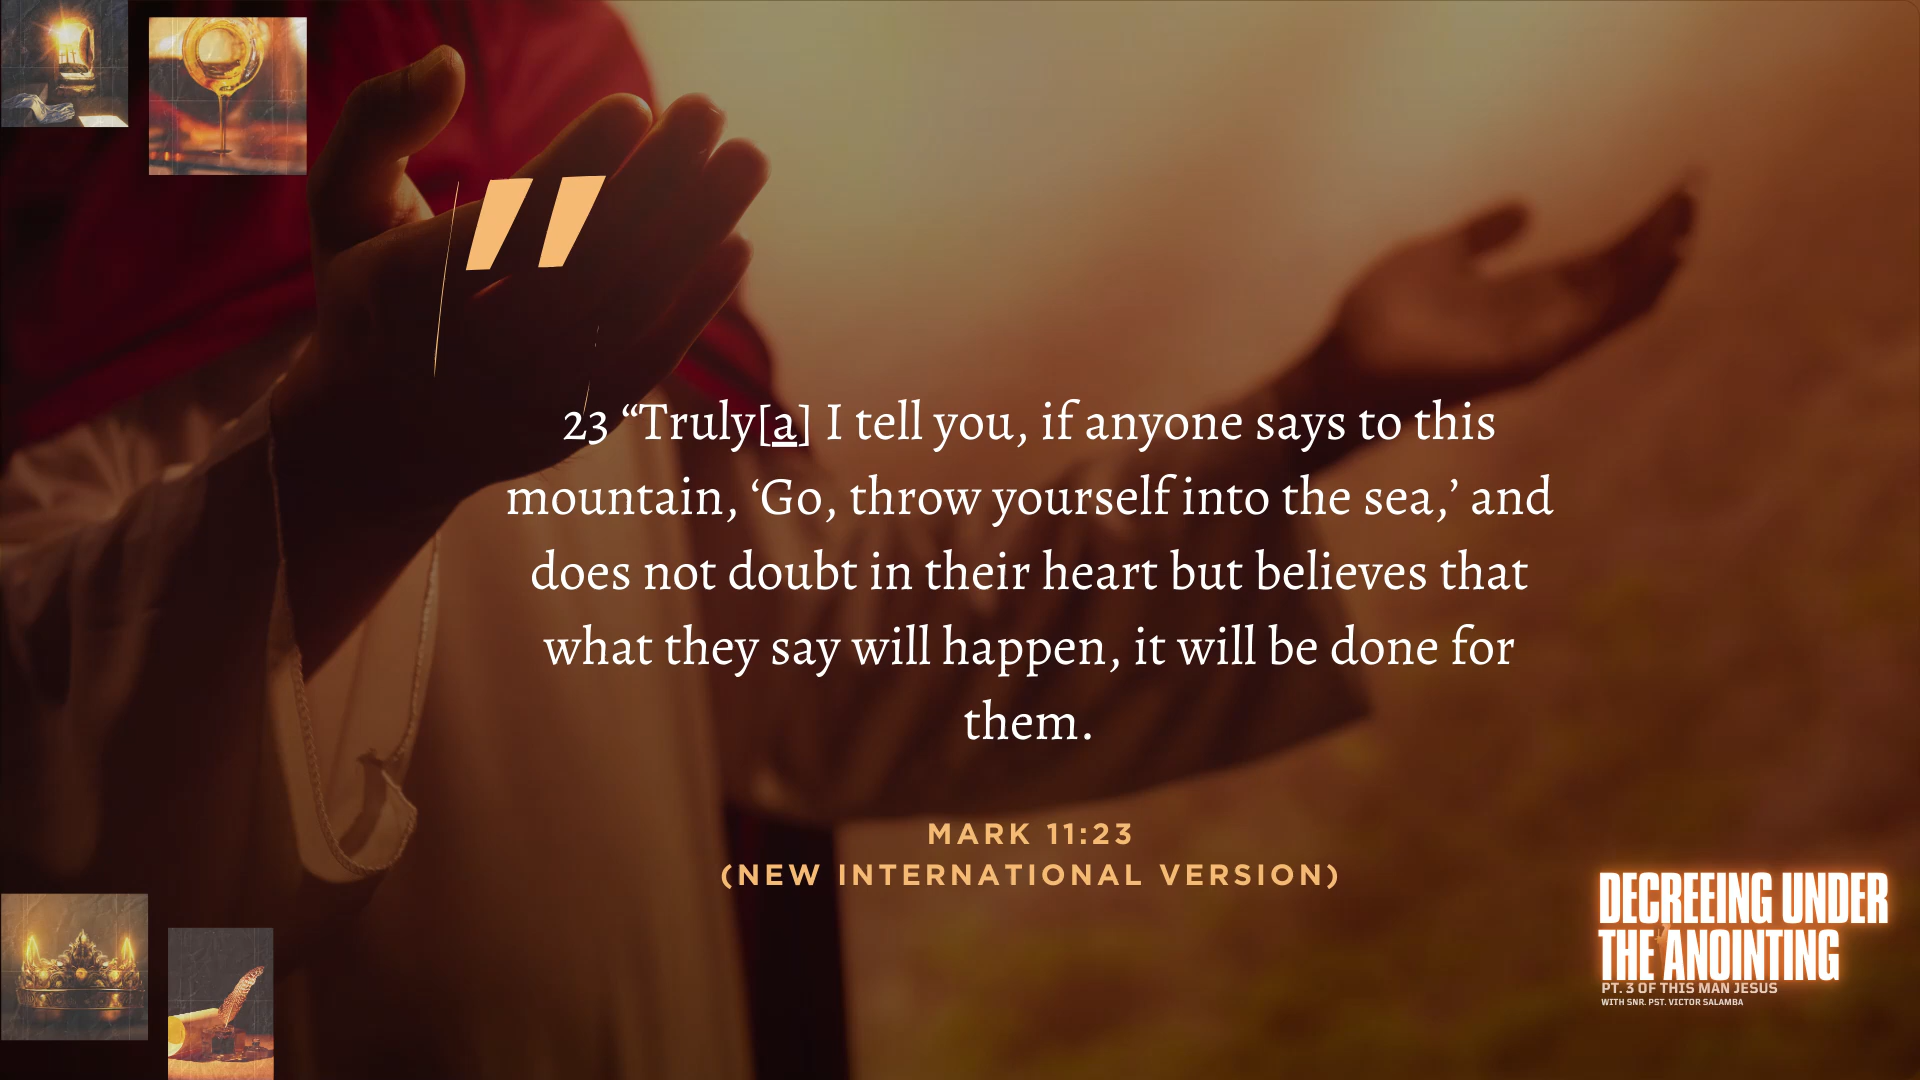 23 “Truly[a] I tell you, if anyone says to this
mountain, ‘Go, throw yourself into the sea,’ and
does not doubt in their heart but believes that
what they say will happen, it will be done for
them.
MARK 11:23
(NEW INTERNATIONAL VERSION)
DECREEING UNDER
THE ANOINTING
PT. 3 OF THIS MAN JESUS
WITH SNR. PST. VICTOR SALAMBA